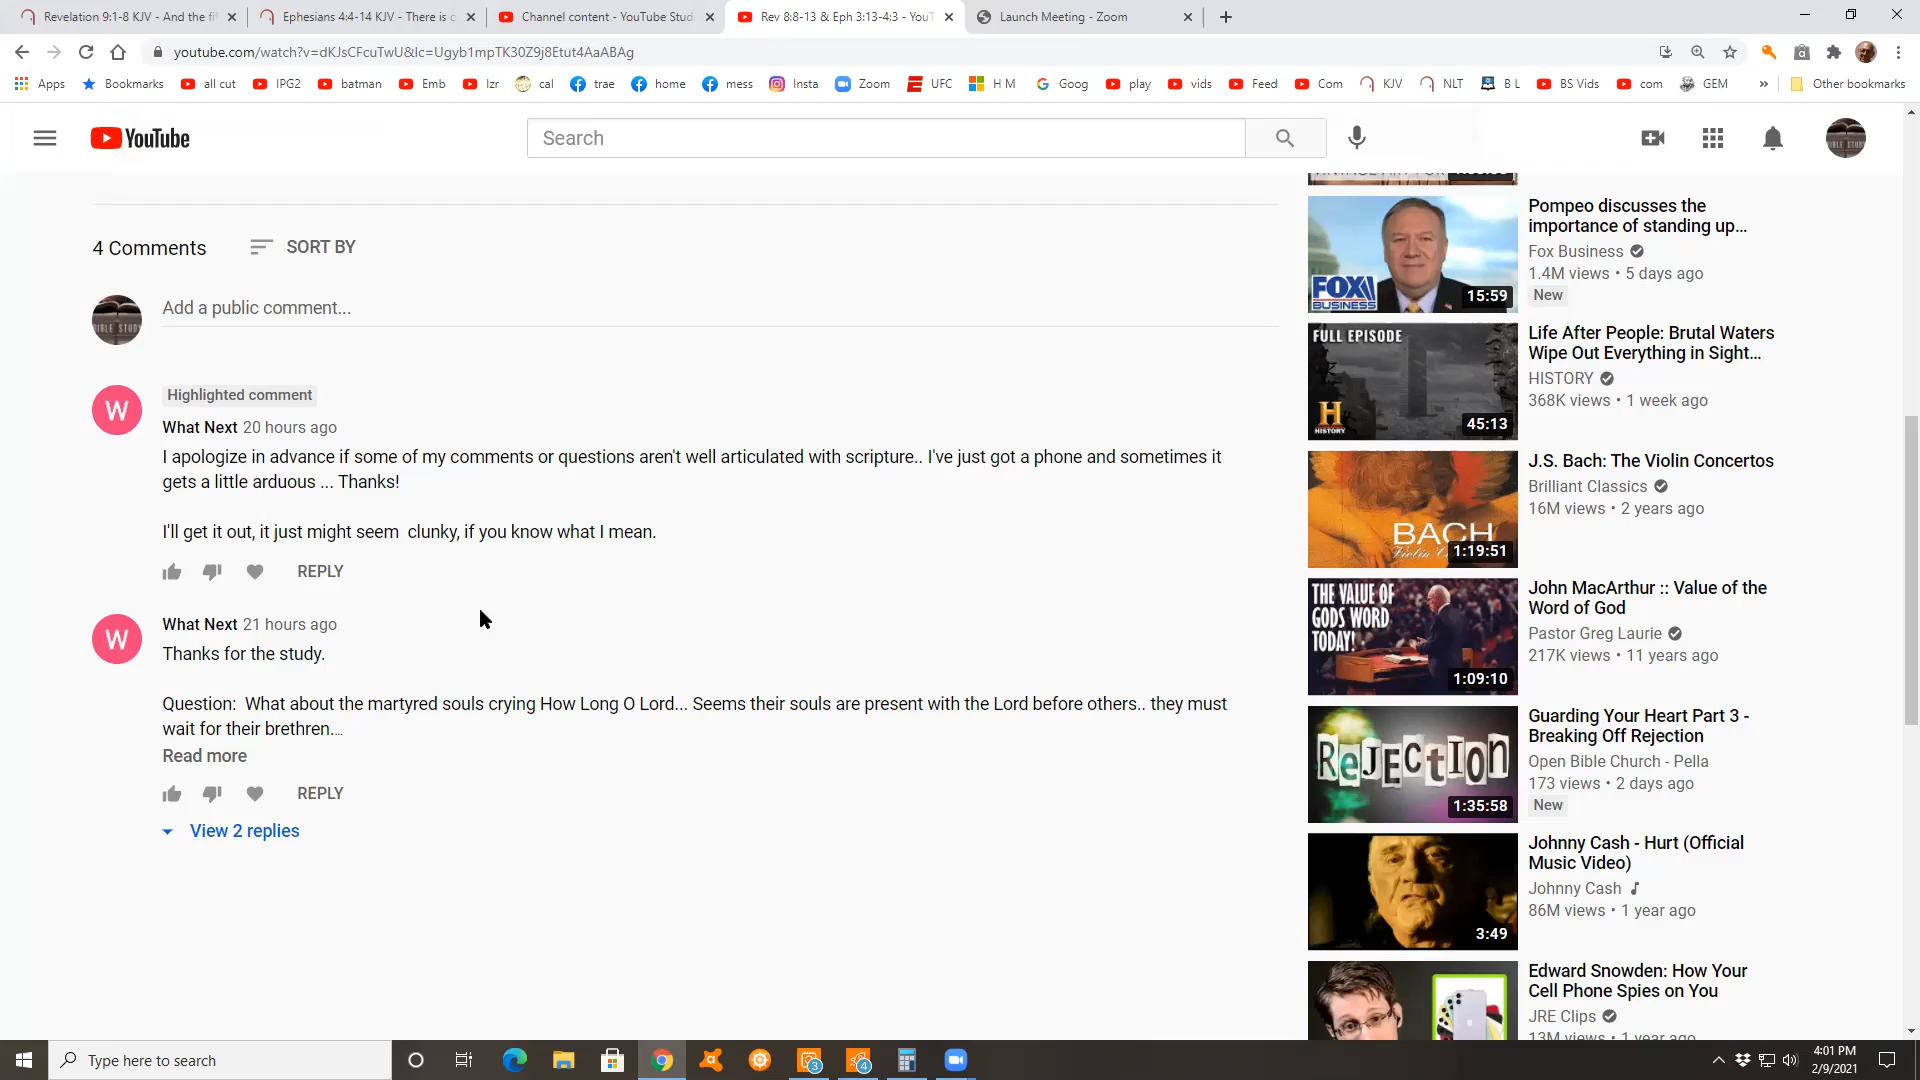 Revelation 9:1-8 KJV - And the fi
Ephesians 4:4-14 KJV - There is
Channel content - YouTube Stud
Rev 8:8-13 & Eph 3:13-4:3 - YouT
Launch Meeting - Zoom
youtube.com/watch?v=dKJsCFcuTwU&lc=Ugyb1mpTK30Z9j8Etut4AaABAg
Apps Bookmarks all cut IPG2 batman Emb Izr cal trae home mess Insta Zoom UFC H M Goog play vids Feed Com KJV NLT B L BS Vids com GEM » Other bookmarks
YouTube
Search
4 Comments SORT BY
BIBLE STUDY
Add a public comment...
W
Highlighted comment
What Next 20 hours ago
I apologize in advance if some of my comments or questions aren't well articulated with scripture.. I've just got a phone and sometimes it
gets a little arduous ... Thanks!
I'll get it out, it just might seem clunky, if you know what I mean.
REPLY
W
What Next 21 hours ago
Thanks for the study.
Question: What about the martyred souls crying How Long O Lord... Seems their souls are present with the Lord before others.. they must
wait for their brethren....
Read more
REPLY
View 2 replies
FOX
BUSINESS
15:59
Pompeo discusses the
importance of standing up...
Fox Business
1.4M views • 5 days ago
New
FULL EPISODE
H
HISTORY
45:13
Life After People: Brutal Waters
Wipe Out Everything in Sight...
HISTORY
368K views • 1 week ago
BACH
1:19:51
J.S. Bach: The Violin Concertos
Brilliant Classics
16M views • 2 years ago
THE VALUE OF
GODS WORD
TODAY!
1:09:10
John MacArthur :: Value of the
Word of God
Pastor Greg Laurie
217K views • 11 years ago
ReJEctION
1:35:58
Guarding Your Heart Part 3 -
Breaking Off Rejection
Open Bible Church - Pella
173 views • 2 days ago
New
3:49
Johnny Cash - Hurt (Official
Music Video)
Johnny Cash
86M views • 1 year ago
Edward Snowden: How Your
Cell Phone Spies on You
JRE Clips
13M views • 1 year ago
Type here to search
3
4
4:01 PM
2/9/2021